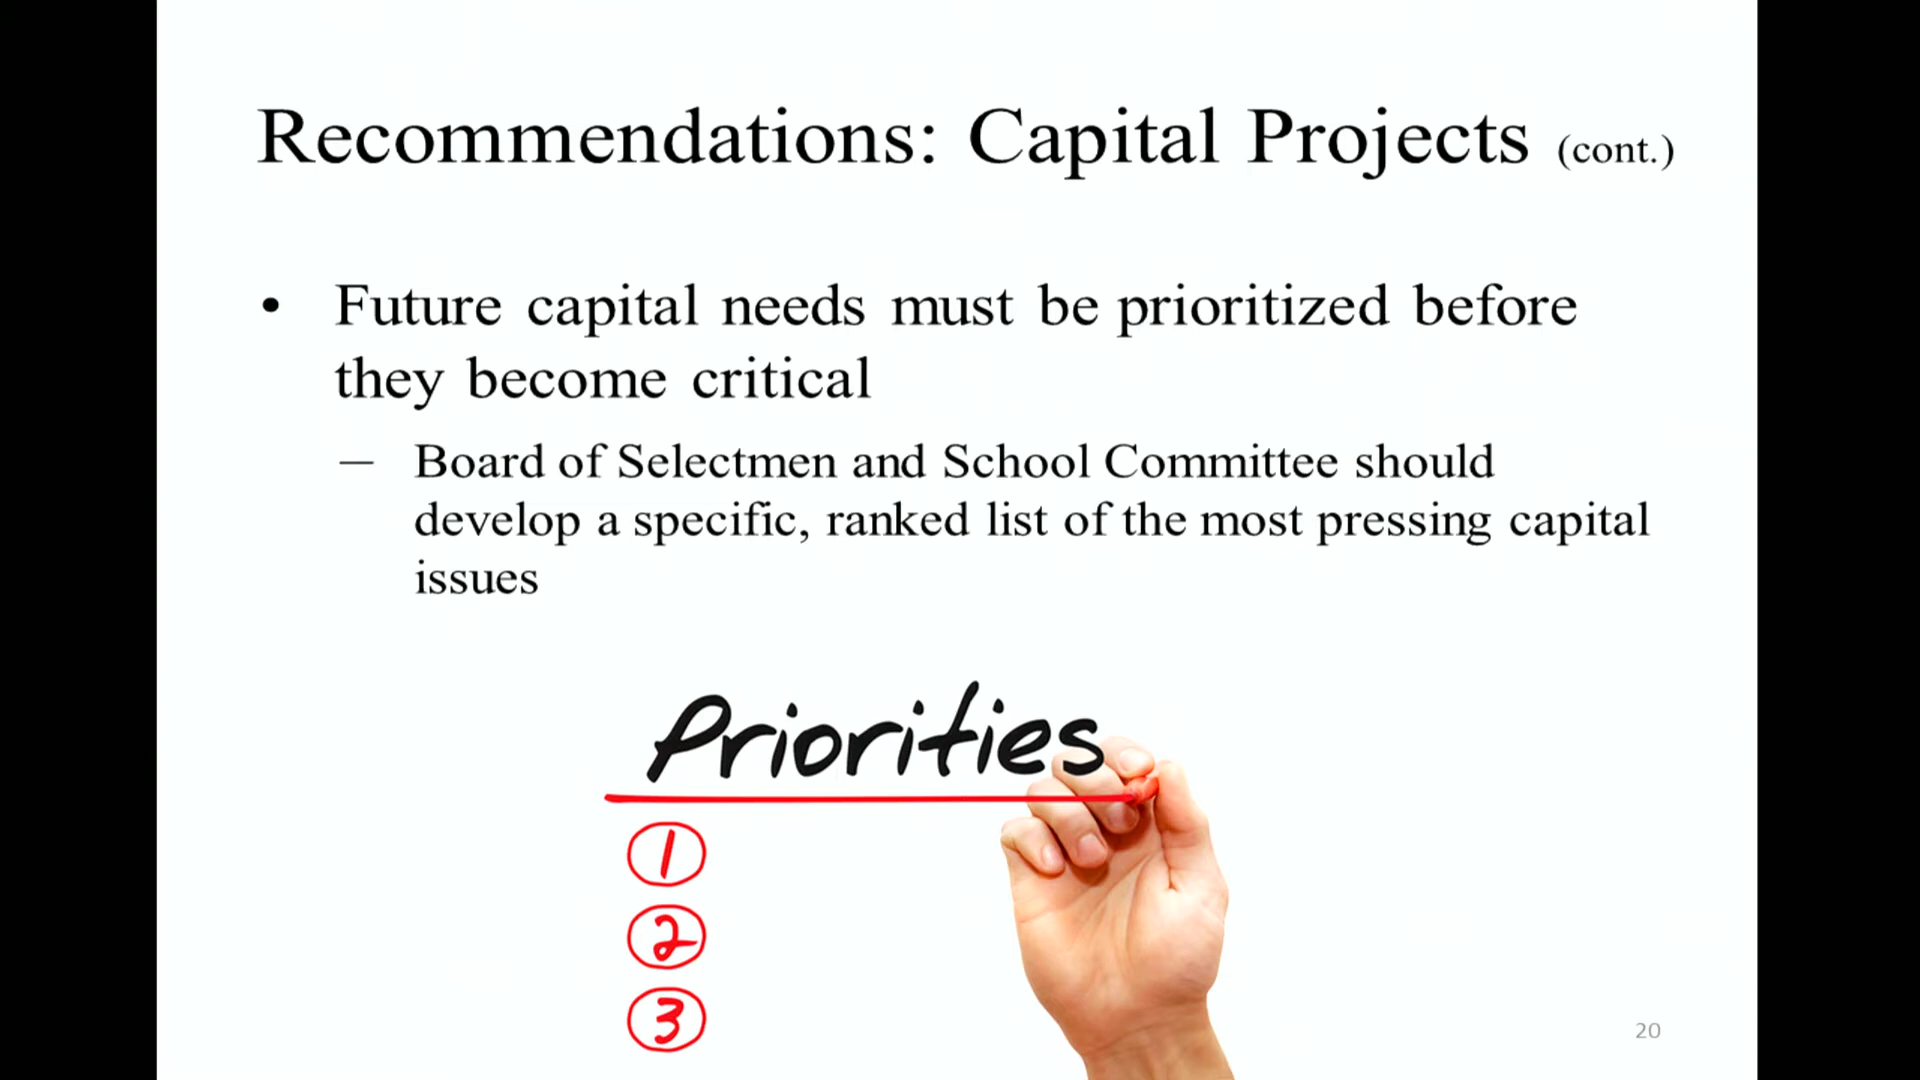 Recommendations: Capital Projects (cont.)
• Future capital needs must be prioritized before
they become critical
— Board of Selectmen and School Committee should
develop a specific, ranked list of the most pressing capital
issues
Priorities
1
2
3
20